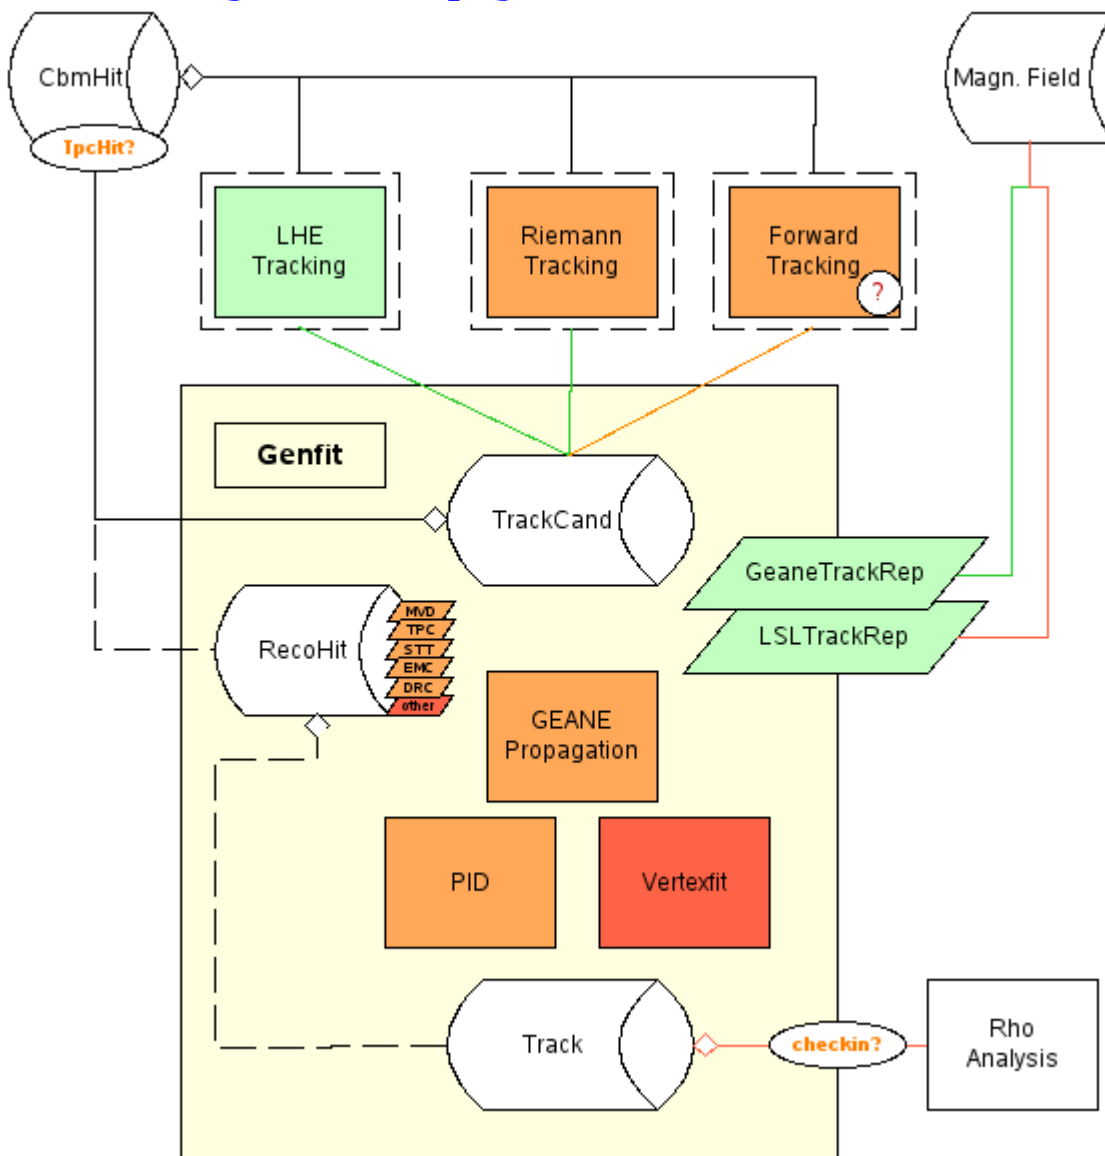 CbmHit
TpcHit?
Magn. Field
LHE
Tracking
Riemann
Tracking
Forward
Tracking
?
Genfit
TrackCand
GeaneTrackRep
LSLTrackRep
RecoHit
MVD
TPC
STT
EMC
DRC
other
GEANE
Propagation
PID
Vertexfit
Track
checkin?
Rho
Analysis